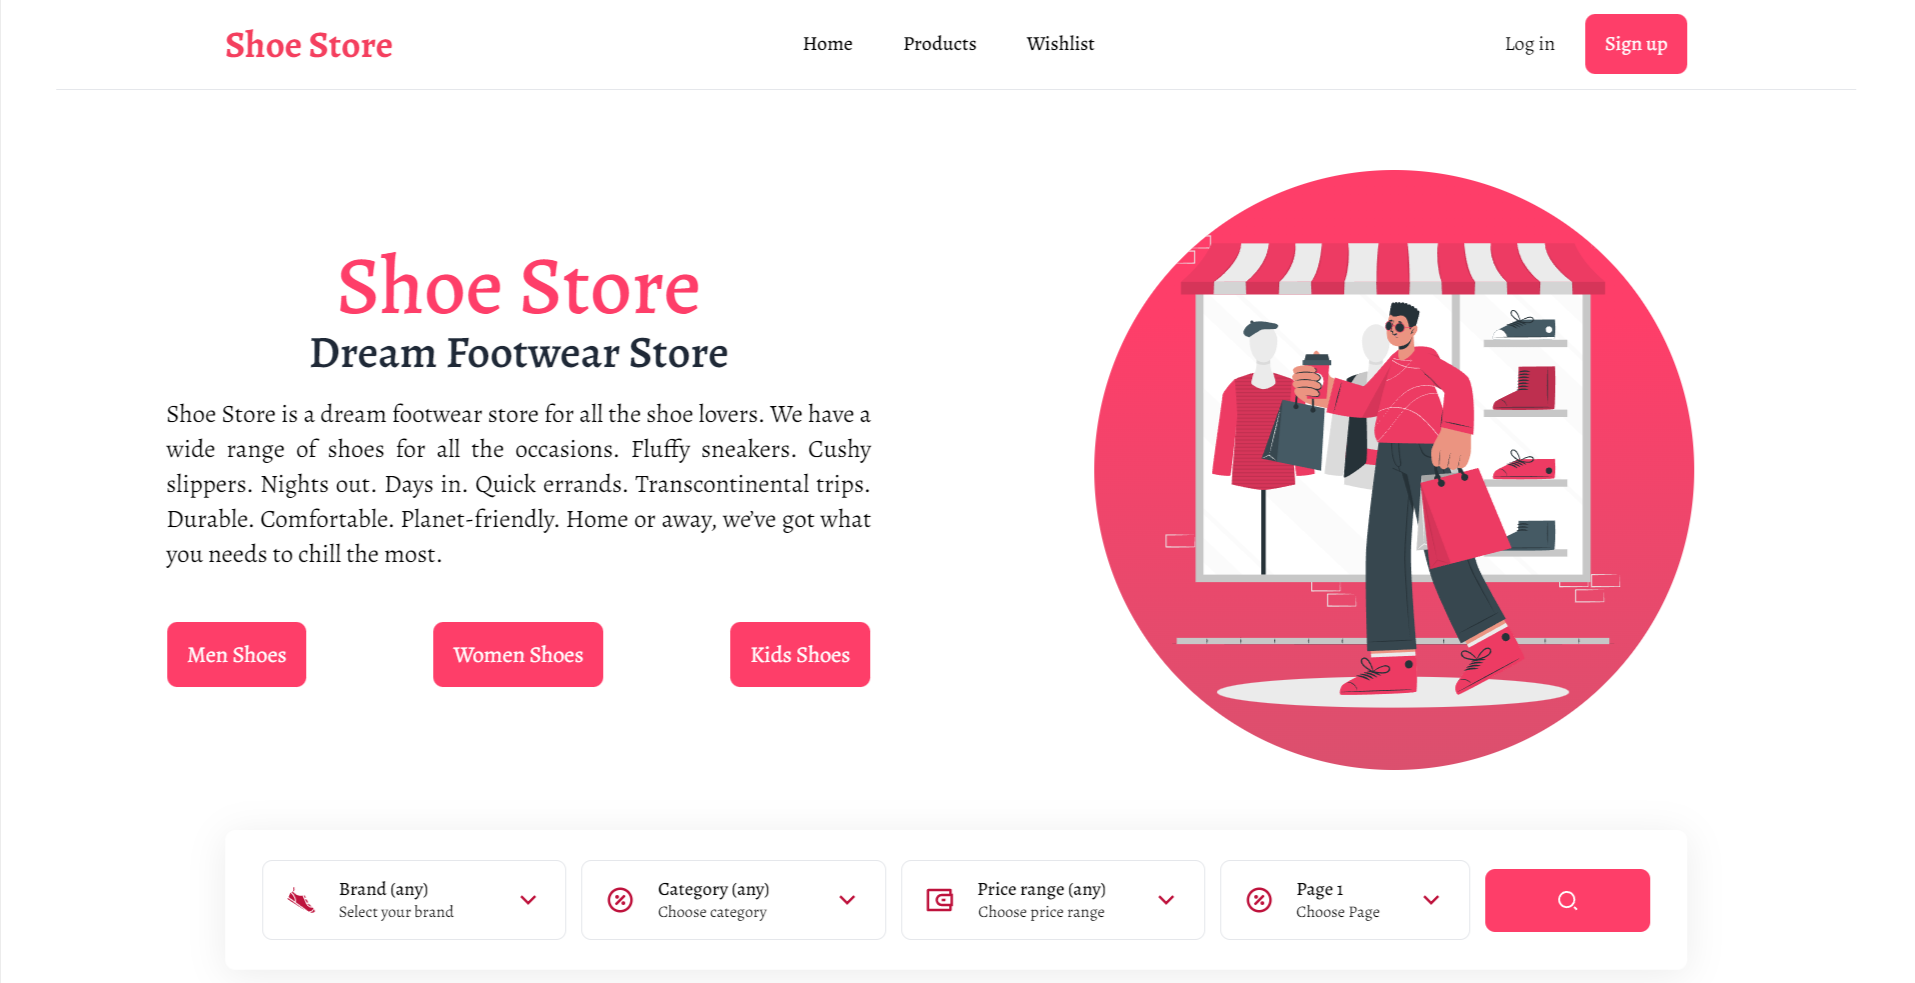 Shoe Store
Home
Products
Wishlist
Log in
Sign up
Shoe Store
Dream Footwear Store
Shoe Store is a dream footwear store for all the shoe lovers. We have a
wide range of shoes for all the occasions. Fluffy sneakers. Cushy
slippers. Nights out. Days in. Quick errands. Transcontinental trips.
Durable. Comfortable. Planet-friendly. Home or away, we’ve got what
you needs to chill the most.
Men Shoes
Women Shoes
Kids Shoes
Brand (any)
Select your brand
Category (any)
Choose category
Price range (any)
Choose price range
Page 1
Choose Page